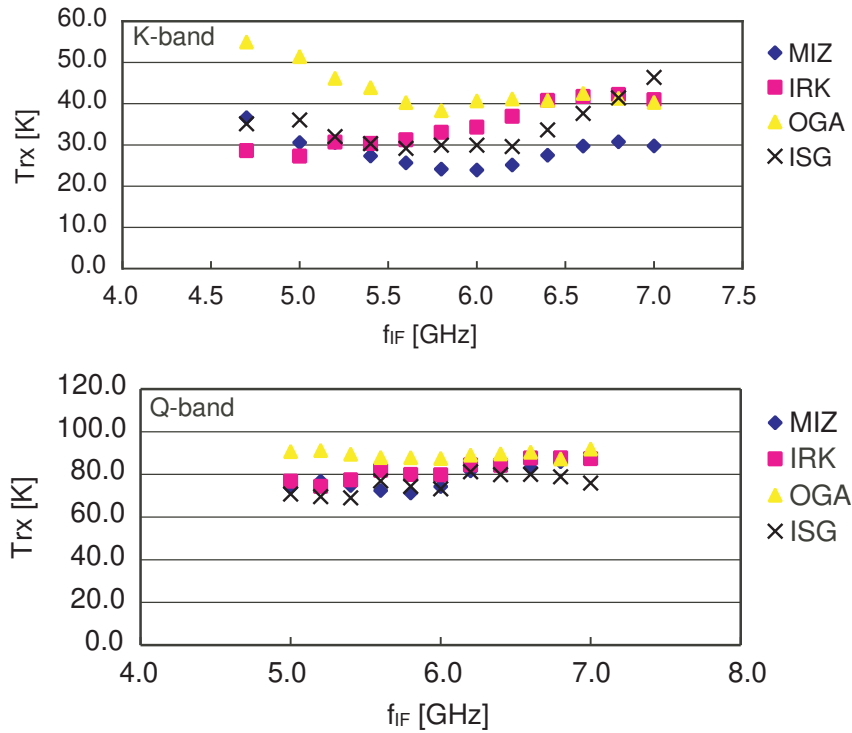 K-band
Trx [K]
60.0
50.0
40.0
30.0
20.0
10.0
0.0
4.0 4.5 5.0 5.5 6.0 6.5 7.0 7.5
fIF [GHz]
MIZ
IRK
OGA
ISG
Q-band
Trx [K]
120.0
100.0
80.0
60.0
40.0
20.0
0.0
4.0 5.0 6.0 7.0 8.0
fIF [GHz]
MIZ
IRK
OGA
ISG